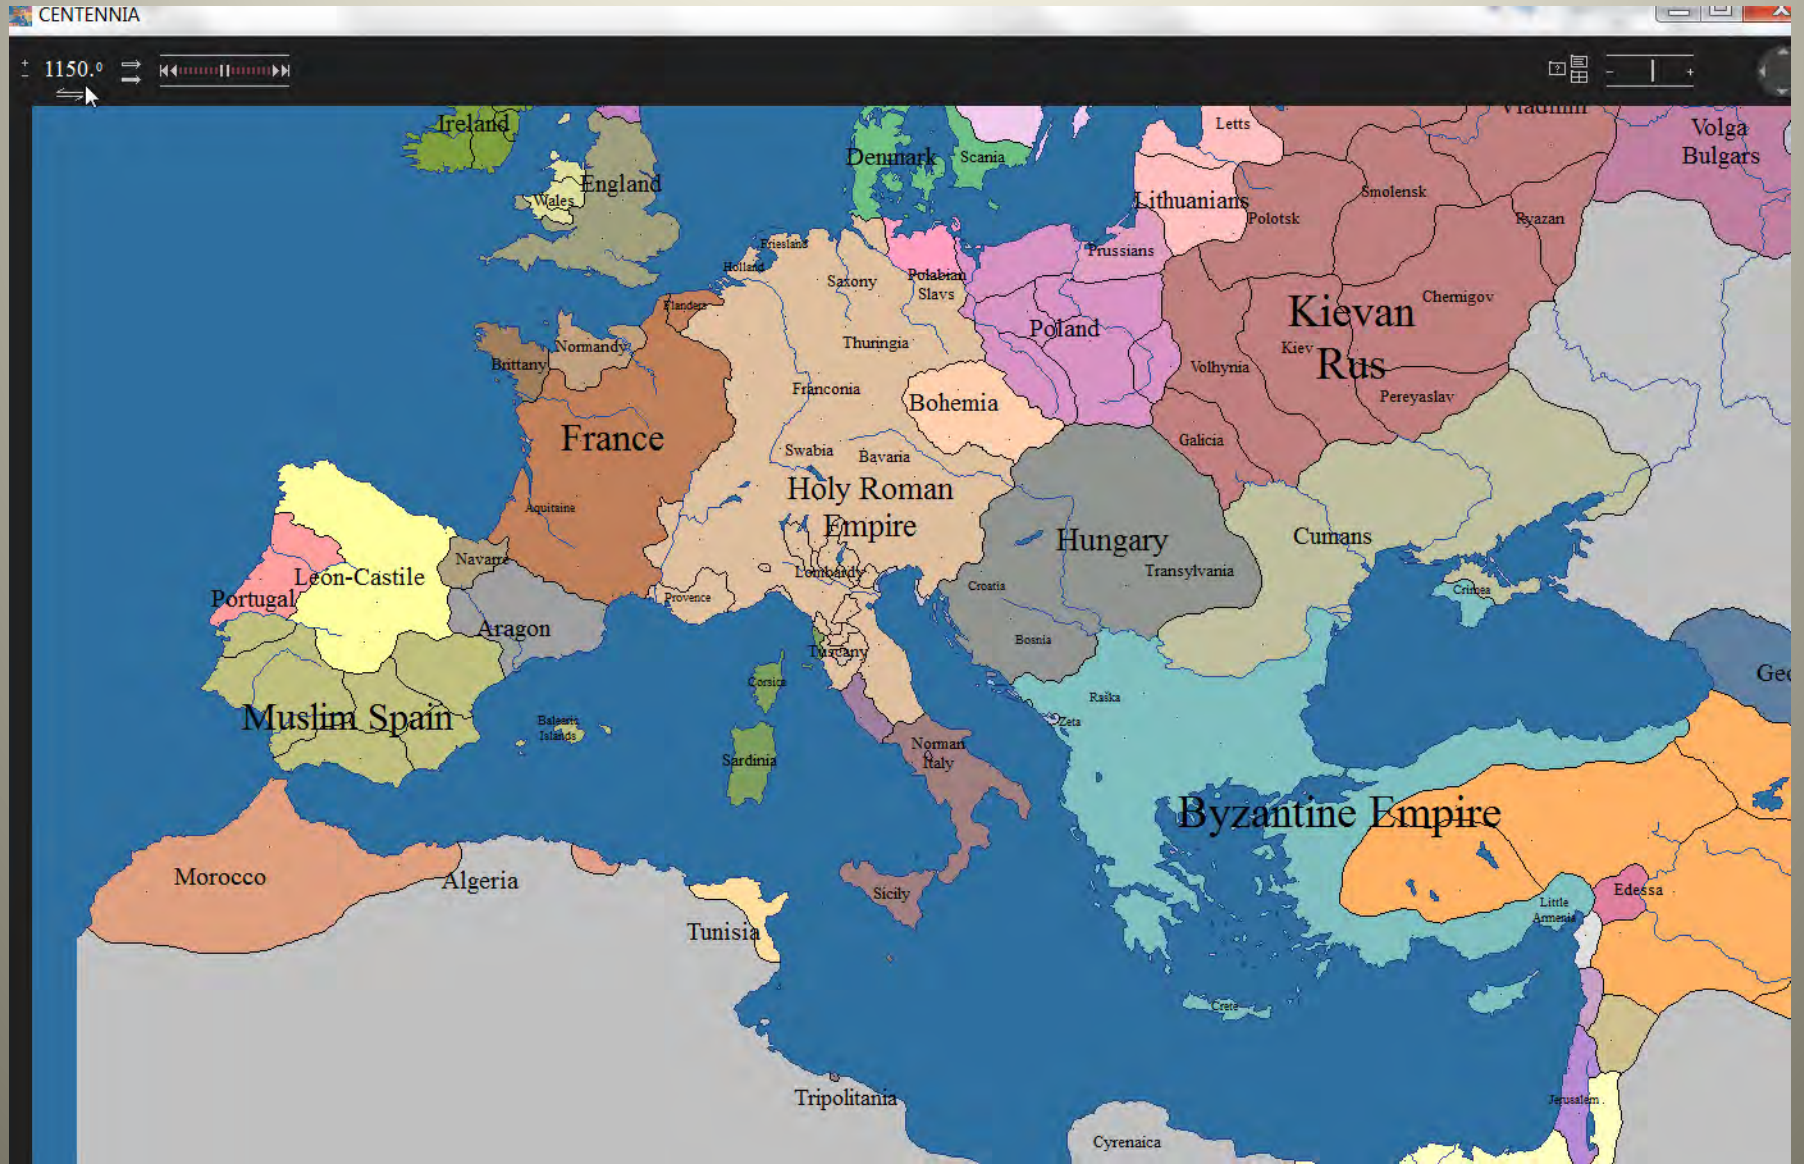 CENTENNIA
1150.0
Ireland
England
Wales
Denmark
Scania
Letts
Lithuanians
Polotsk
Smolensk
Ryazan
Vladimir
Volga
Bulgars
Friesland
Holland
Saxony
Polabian
Slavs
Prussians
Poland
Flanders
Thuringia
Kievan
Rus
Chernigov
Kiev
Volhynia
Pereyaslav
Galicia
Normandy
Brittany
Franconia
Bohemia
France
Swabia
Bavaria
Holy Roman
Empire
Aquitaine
Hungary
Transylvania
Cumans
Crimea
Navarre
Leon-Castile
Portugal
Aragon
Provence
Lombardy
Croatia
Bosnia
Tuscany
Corsica
Raška
Zeta
Geo
Muslim Spain
Balearic
Islands
Sardinia
Norman
Italy
Byzantine Empire
Morocco
Algeria
Tunisia
Sicily
Edessa
Little
Armenia
Crete
Tripolitania
Cyrenaica
Jerusalem